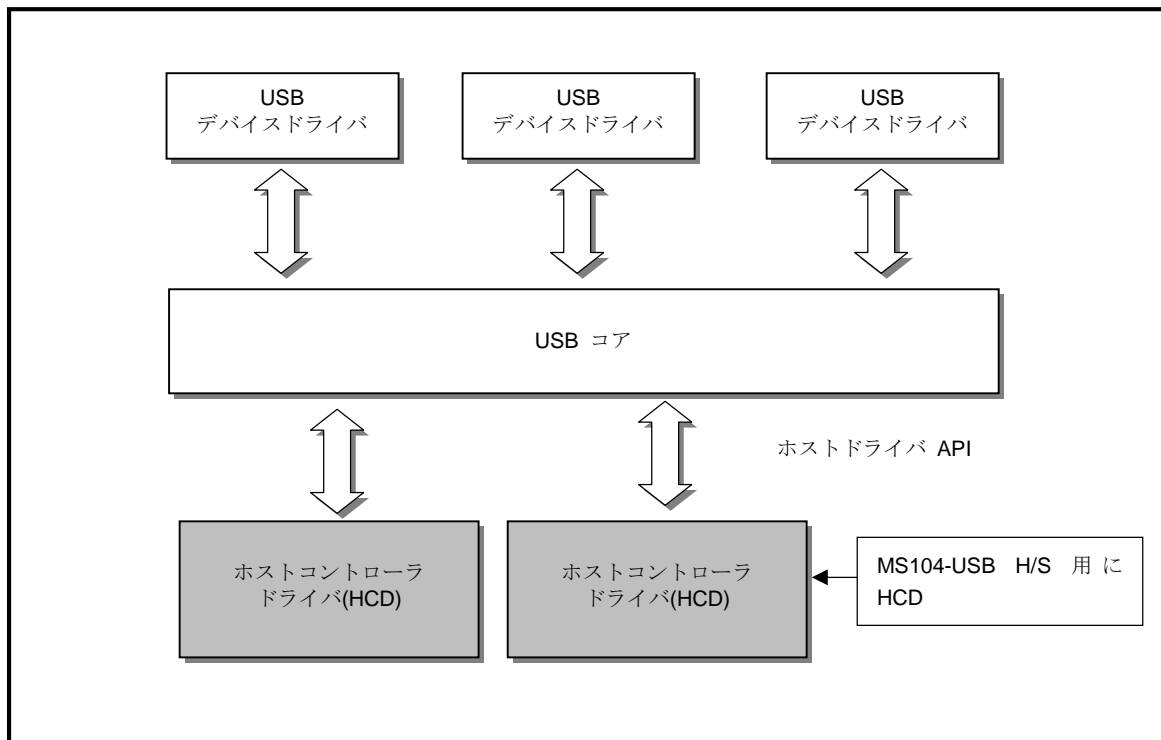 USB
デバイスドライバ
USB
デバイスドライバ
USB
デバイスドライバ
USB コア
ホストドライバ API
ホストコントローラ
ドライバ(HCD)
ホストコントローラ
ドライバ(HCD)
MS104-USB H/S 用 に
HCD